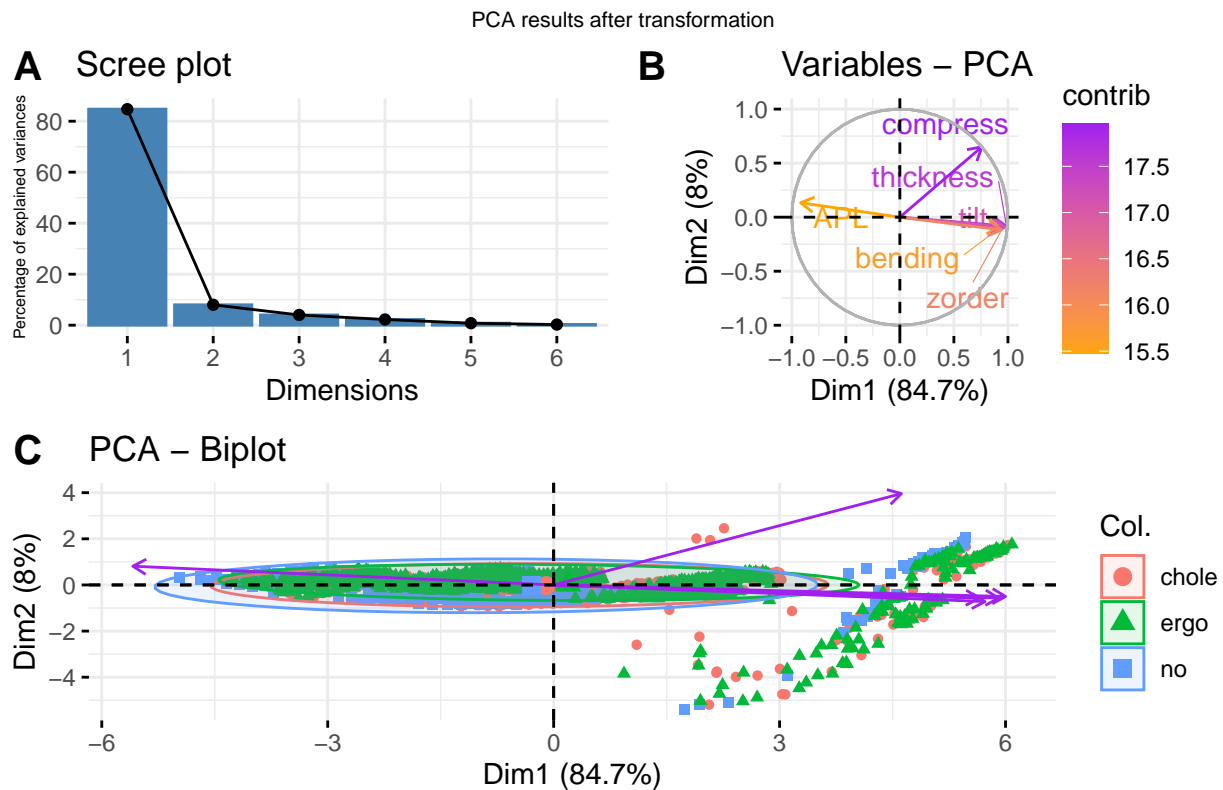 PCA results after transformation
A Scree plot
Percentage of explained variances
80
60
40
20
0
1 2 3 4 5 6
Dimensions
B Variables – PCA
Dim2 (8%)
1.0
0.5
0.0
−0.5
−1.0
compress
thickness
APL
tilt
bending
zorder
−1.0 −0.5 0.0 0.5 1.0
Dim1 (84.7%)
contrib
17.5
17.0
16.5
16.0
15.5
C PCA – Biplot
Dim2 (8%)
4
2
0
−2
−4
−6 −3 0 3 6
Dim1 (84.7%)
Col.
chole
ergo
no